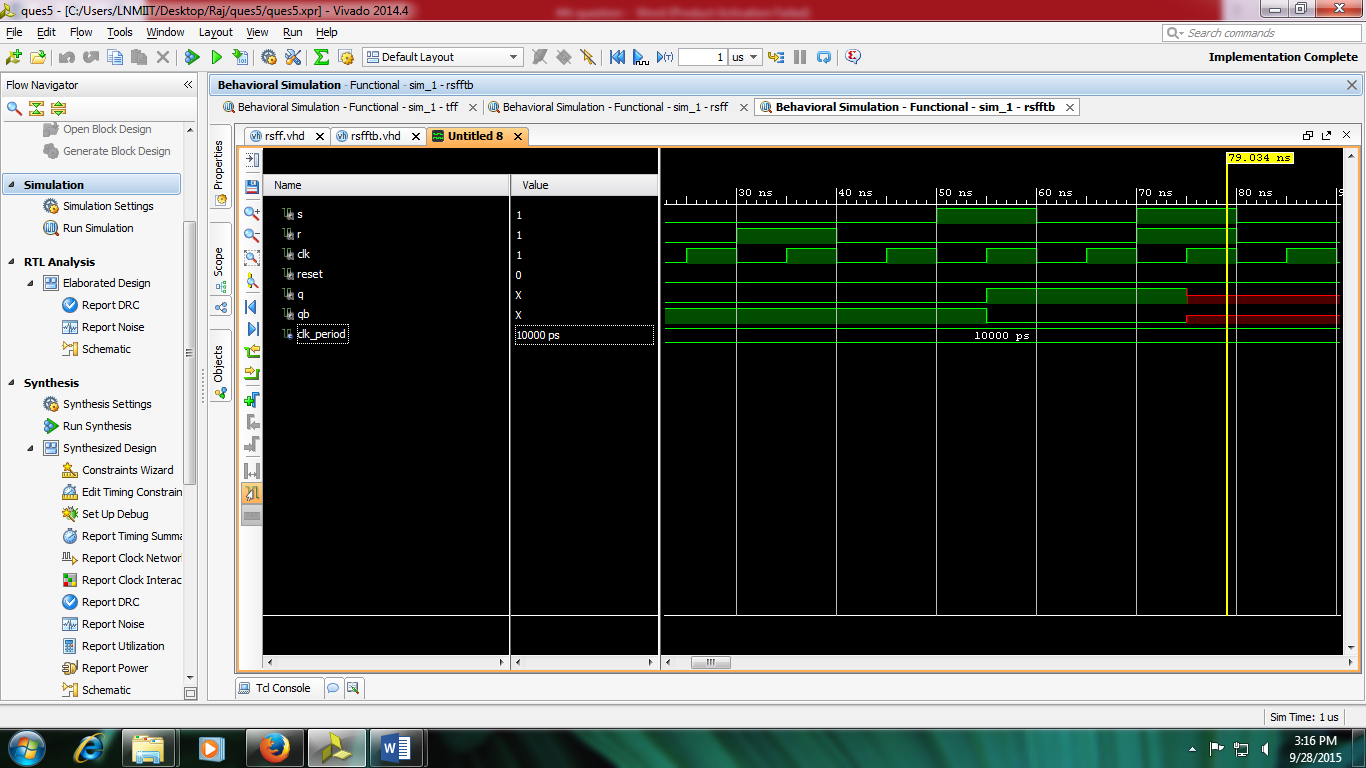 ques5 - [C:/Users/LNMIIT/Desktop/Raj/ques5/ques5.xpr] - Vivado 2014.4
File Edit Flow Tools Window Layout View Run Help
Search commands
Default Layout
1
us
Implementation Complete
Flow Navigator
Open Block Design
Generate Block Design
Simulation
Simulation Settings
Run Simulation
RTL Analysis
Elaborated Design
Report DRC
Report Noise
Schematic
Synthesis
Synthesis Settings
Run Synthesis
Synthesized Design
Constraints Wizard
Edit Timing Constrain
Set Up Debug
Report Timing Summa
Report Clock Networ
Report Clock Interac
Report DRC
Report Noise
Report Utilization
Report Power
Schematic
Behavioral Simulation - Functional - sim_1 - rsfftb
Behavioral Simulation - Functional - sim_1 - tff
Behavioral Simulation - Functional - sim_1 - rsff
Behavioral Simulation - Functional - sim_1 - rsfftb
Properties
Scope
Objects
rsff.vhd
rsfftb.vhd
Untitled 8
Name Value
s 1
r 1
clk 1
reset 0
q X
qb X
clk_period 10000 ps
79.034 ns
30 ns 40 ns 50 ns 60 ns 70 ns 80 ns
10000 ps
Tcl Console
Sim Time: 1 us
3:16 PM
9/28/2015